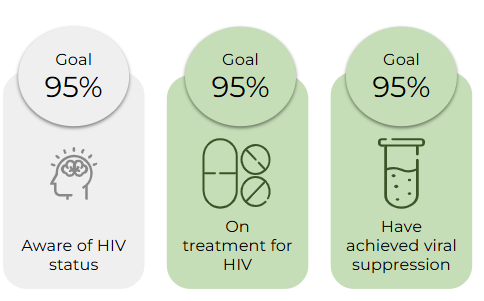 Goal
95%
Aware of HIV
status
Goal
95%
On
treatment for
HIV
Goal
95%
Have
achieved viral
suppression